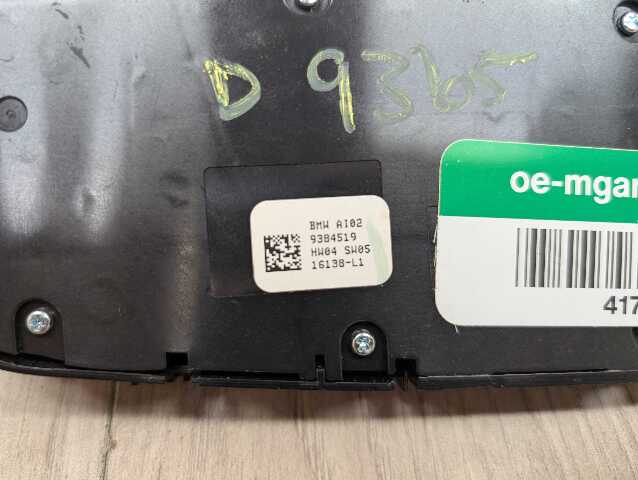 D 9365
oe-mgar
BMW AI02
9384519
HW04 SW05
16138-L1
417